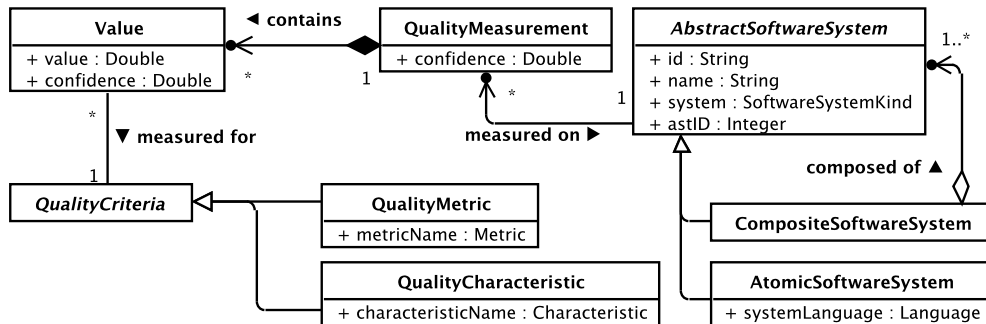 Value
+ value : Double
+ confidence : Double
◀ contains
*
1
QualityMeasurement
+ confidence : Double
*
1
measured on ▶
AbstractSoftwareSystem
+ id : String
+ name : String
+ system : SoftwareSystemKind
+ astID : Integer
1..*
composed of ▲
*
▼ measured for
1
QualityCriteria
QualityMetric
+ metricName : Metric
QualityCharacteristic
+ characteristicName : Characteristic
CompositeSoftwareSystem
AtomicSoftwareSystem
+ systemLanguage : Language